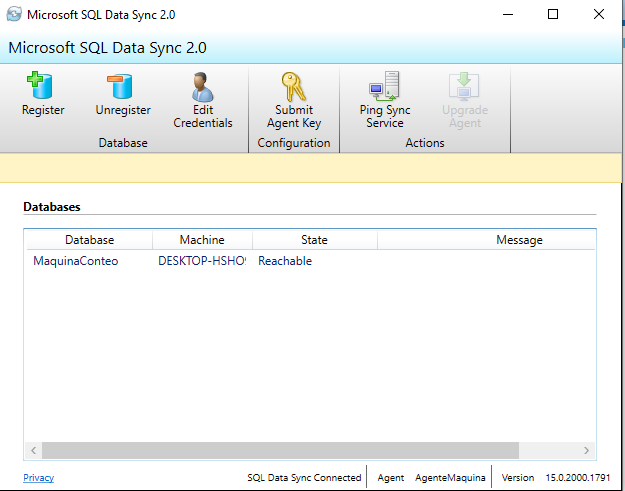 Microsoft SQL Data Sync 2.0
Microsoft SQL Data Sync 2.0
Register
Unregister
Edit
Credentials
Submit
Agent Key
Ping Sync
Service
Upgrade
Agent
Database
Configuration
Actions
Databases
Database Machine State Message
MaquinaConteo DESKTOP-HSHO Reachable
Privacy SQL Data Sync Connected Agent AgenteMaquina Version 15.0.2000.1791